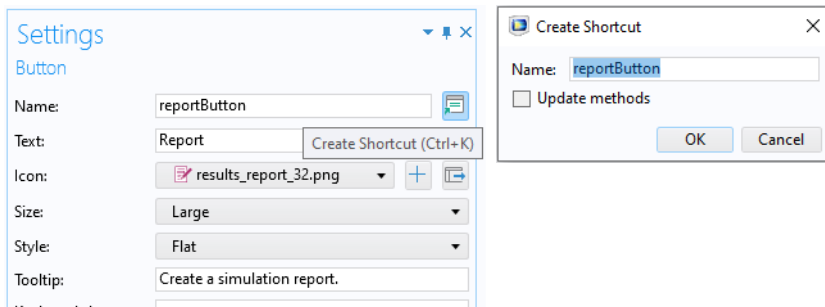 Settings
Button
Name: reportButton
Text: Report
Create Shortcut (Ctrl+K)
Icon: results_report_32.png
Size: Large
Style: Flat
Tooltip: Create a simulation report.
Create Shortcut
Name: reportButton
Update methods
OK Cancel